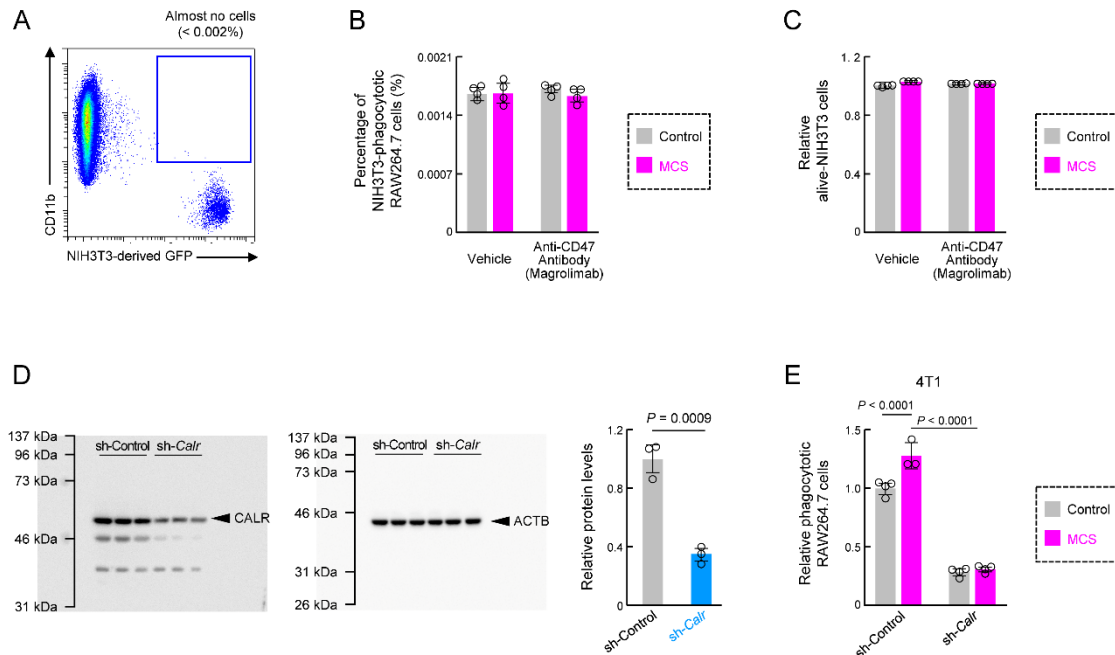 A
Almost no cells
(< 0.002%)
CD11b
NIH3T3-derived GFP
B
Percentage of
NIH3T3-phagocytotic
RAW264.7 cells (%)
0.0021
0.0014
0.0007
0
Vehicle
Anti-CD47
Antibody
(Magrolimab)
Control
MCS
C
Relative
alive-NIH3T3 cells
1.2
0.8
0.4
0
Vehicle
Anti-CD47
Antibody
(Magrolimab)
Control
MCS
D
137 kDa
96 kDa
73 kDa
46 kDa
31 kDa
sh-Control sh-Calr
CALR
137 kDa
96 kDa
73 kDa
46 kDa
31 kDa
26 kDa
sh-Control sh-Calr
ACTB
Relative protein levels
1.2
0.8
0.4
0
P = 0.0009
sh-Control
sh-Calr
E
4T1
P < 0.0001
P < 0.0001
Relative phagocytotic
RAW264.7 cells
1.5
1.0
0.5
0
sh-Control
sh-Calr
Control
MCS